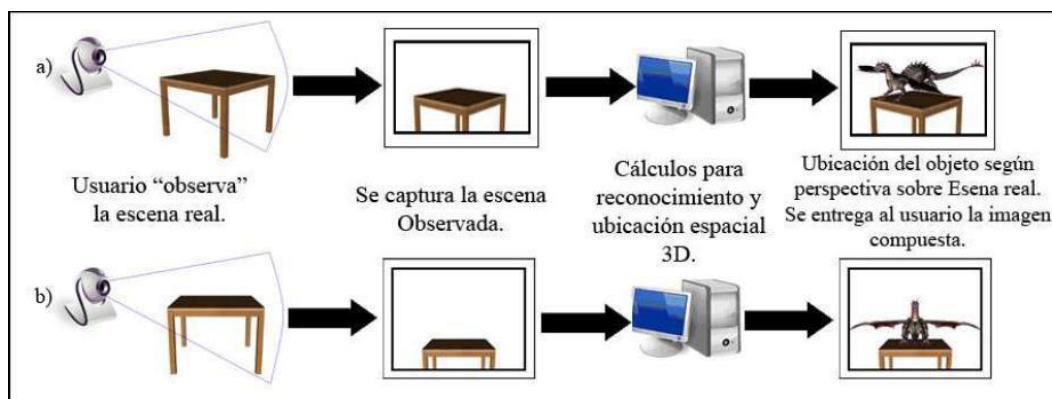 a)
Usuario “observa”
la escena real.
Se captura la escena
Observada.
Cálculos para
reconocimiento y
ubicación espacial
3D.
Ubicación del objeto según
perspectiva sobre Esena real.
Se entrega al usuario la imagen
compuesta.
b)